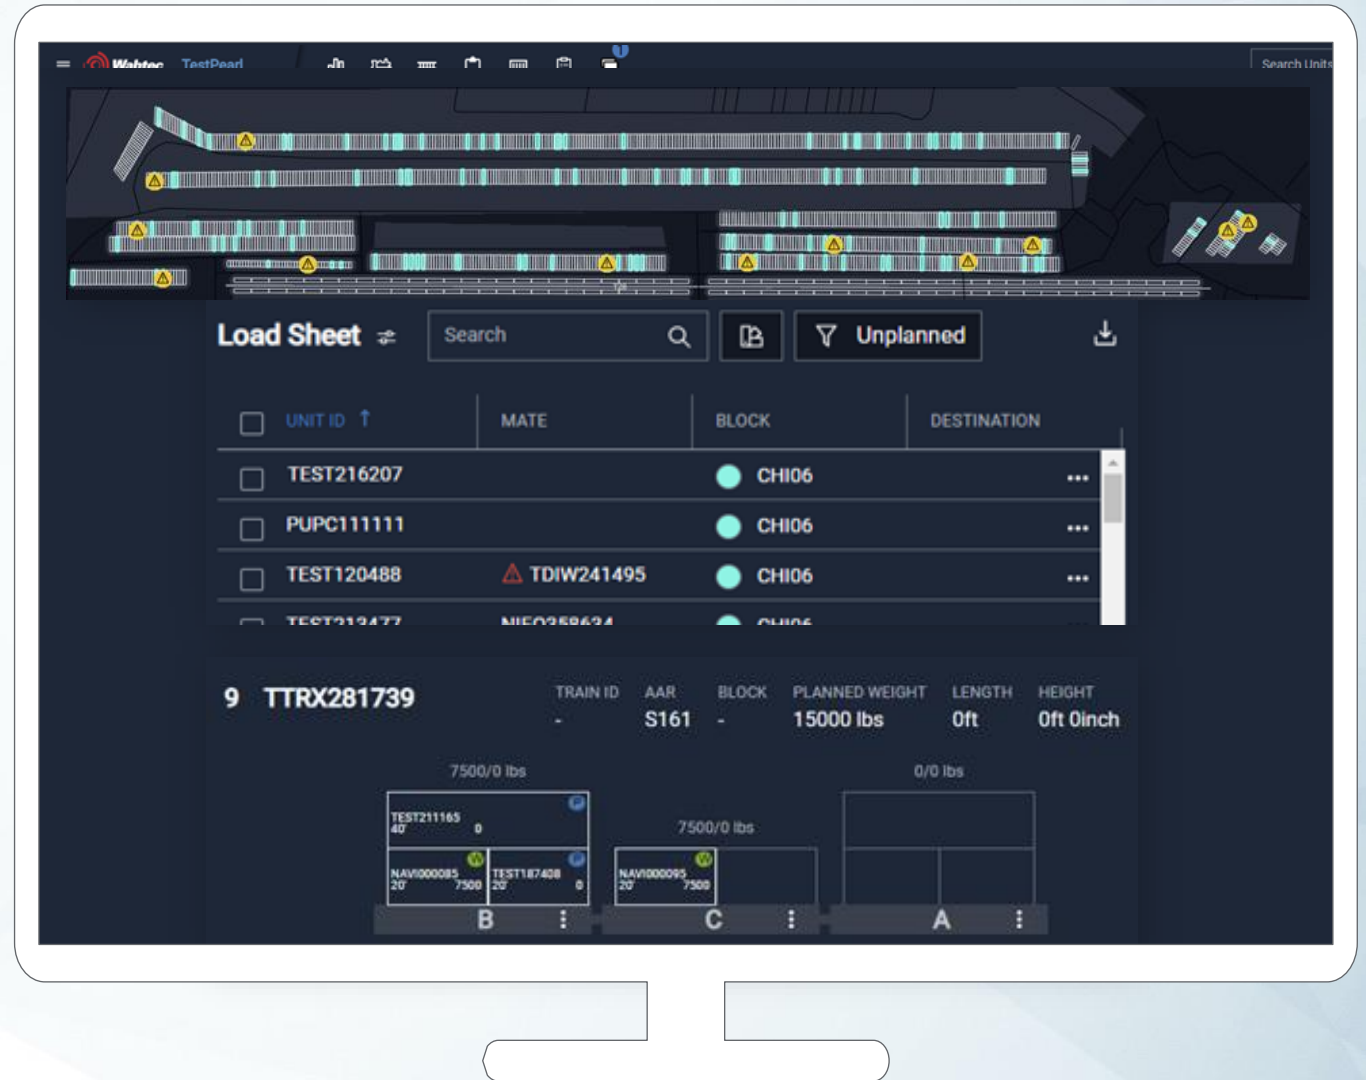 Wabtec TestPearl
1
Search Units
Load Sheet
Search
Unplanned
UNIT ID ↑ MATE BLOCK DESTINATION
TEST216207 CHI06 ...
PUPC111111 CHI06 ...
TEST120488 TDIW241495 CHI06 ...
TEST213477 CHI06
9 TTRX281739
TRAIN ID AAR BLOCK PLANNED WEIGHT LENGTH HEIGHT
- S161 - 15000 lbs 0ft 0ft 0inch
7500/0 lbs 0/0 lbs
P
TEST211165
40' 0
7500/0 lbs
W P W
NAVI000085 TEST187408 NAVI000095
20' 7500 20' 0 20' 7500
B C A